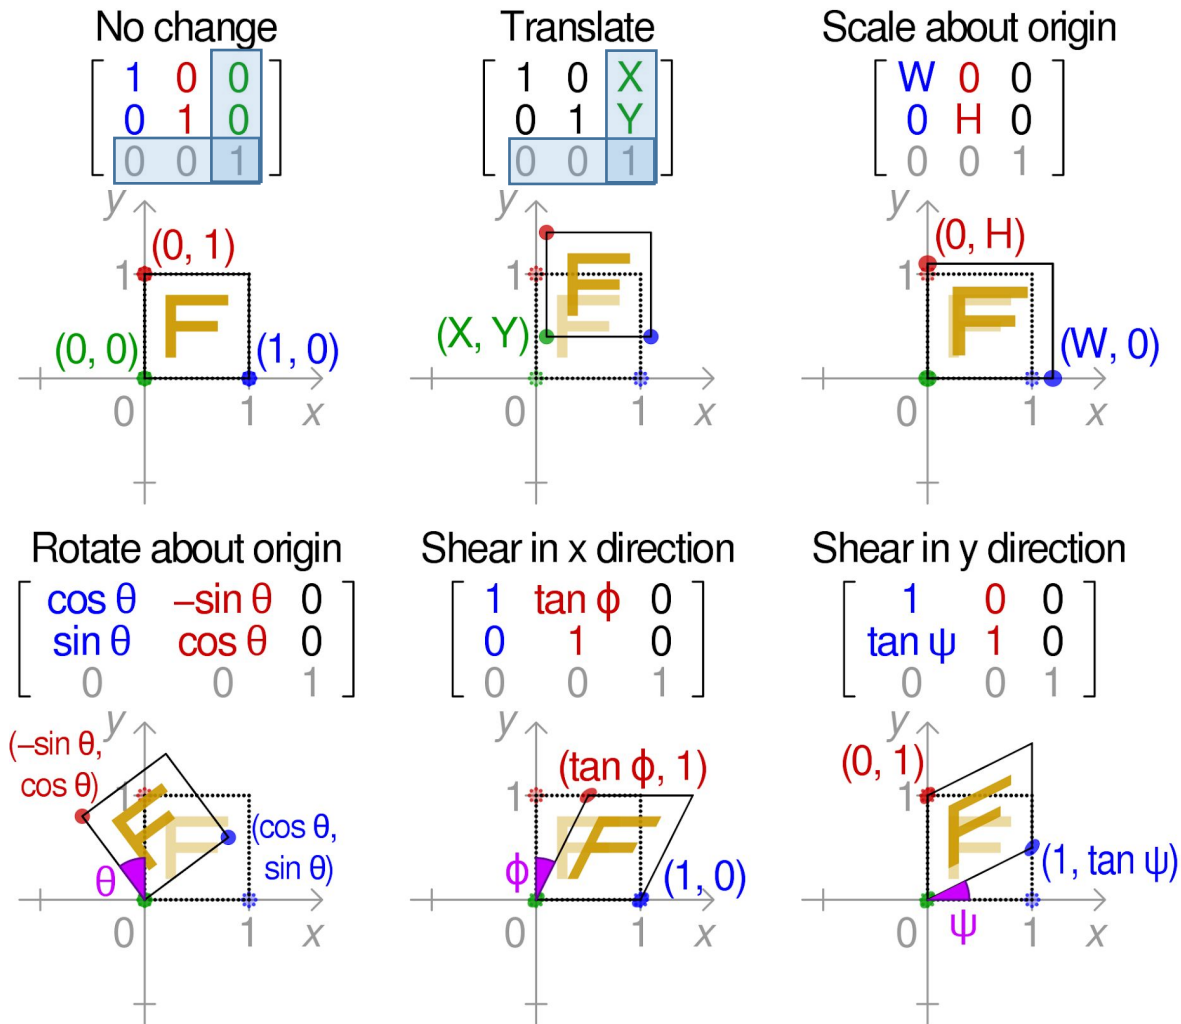 No change
1 0 0
0 1 0
0 0 1
y
(0, 1)
1
F
(0, 0)
(1, 0)
0
1
x
Translate
1 0 X
0 1 Y
0 0 1
y
1
F
F
(X, Y)
0
1
x
Scale about origin
W 0 0
0 H 0
0 0 1
y
(0, H)
1
F
F
(W, 0)
0
1
x
Rotate about origin
cos θ –sin θ 0
sin θ cos θ 0
0 0 1
y
(–sin θ,
cos θ)
1
F
F
(cos θ,
sin θ)
θ
0
1
x
Shear in x direction
1 tan ϕ 0
0 1 0
0 0 1
y
(tan ϕ, 1)
1
F
F
ϕ
(1, 0)
0
1
x
Shear in y direction
1 0 0
tan ψ 1 0
0 0 1
y
(0, 1)
1
F
F
(1, tan ψ)
ψ
0
1
x